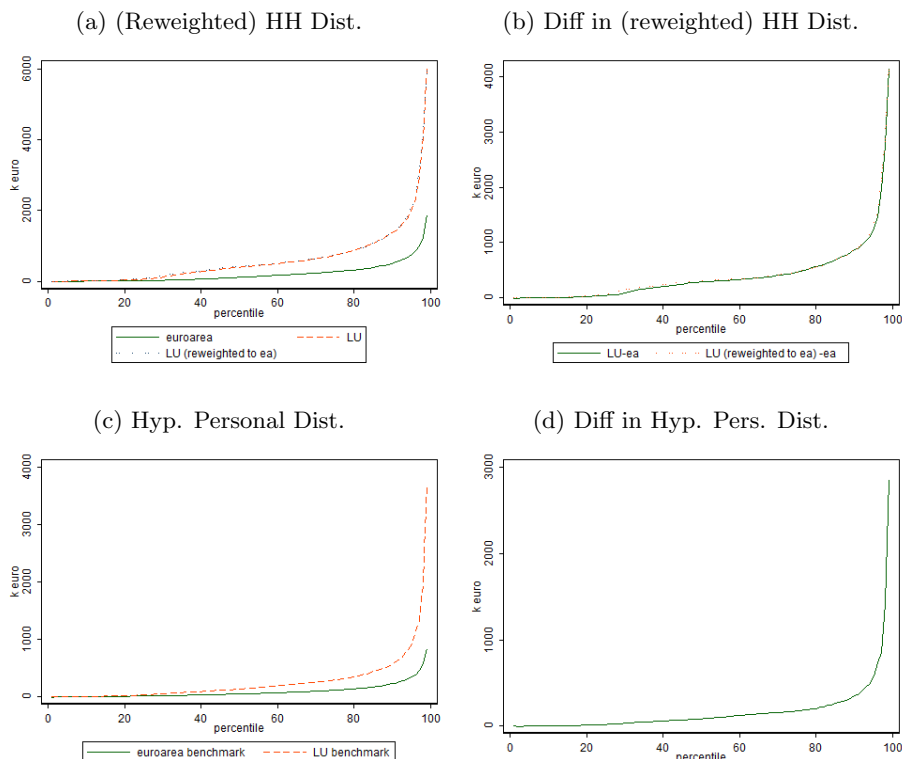 (a) (Reweighted) HH Dist.
6000
4000
2000
0
k euro
0 20 40 60 80 100
percentile
euroarea LU
LU (reweighted to ea)
(b) Diff in (reweighted) HH Dist.
4000
3000
2000
1000
0
k euro
0 20 40 60 80 100
percentile
LU-ea LU (reweighted to ea) -ea
(c) Hyp. Personal Dist.
4000
3000
2000
1000
0
k euro
0 20 40 60 80 100
percentile
euroarea benchmark LU benchmark
(d) Diff in Hyp. Pers. Dist.
3000
2000
1000
0
k euro
0 20 40 60 80 100
percentile